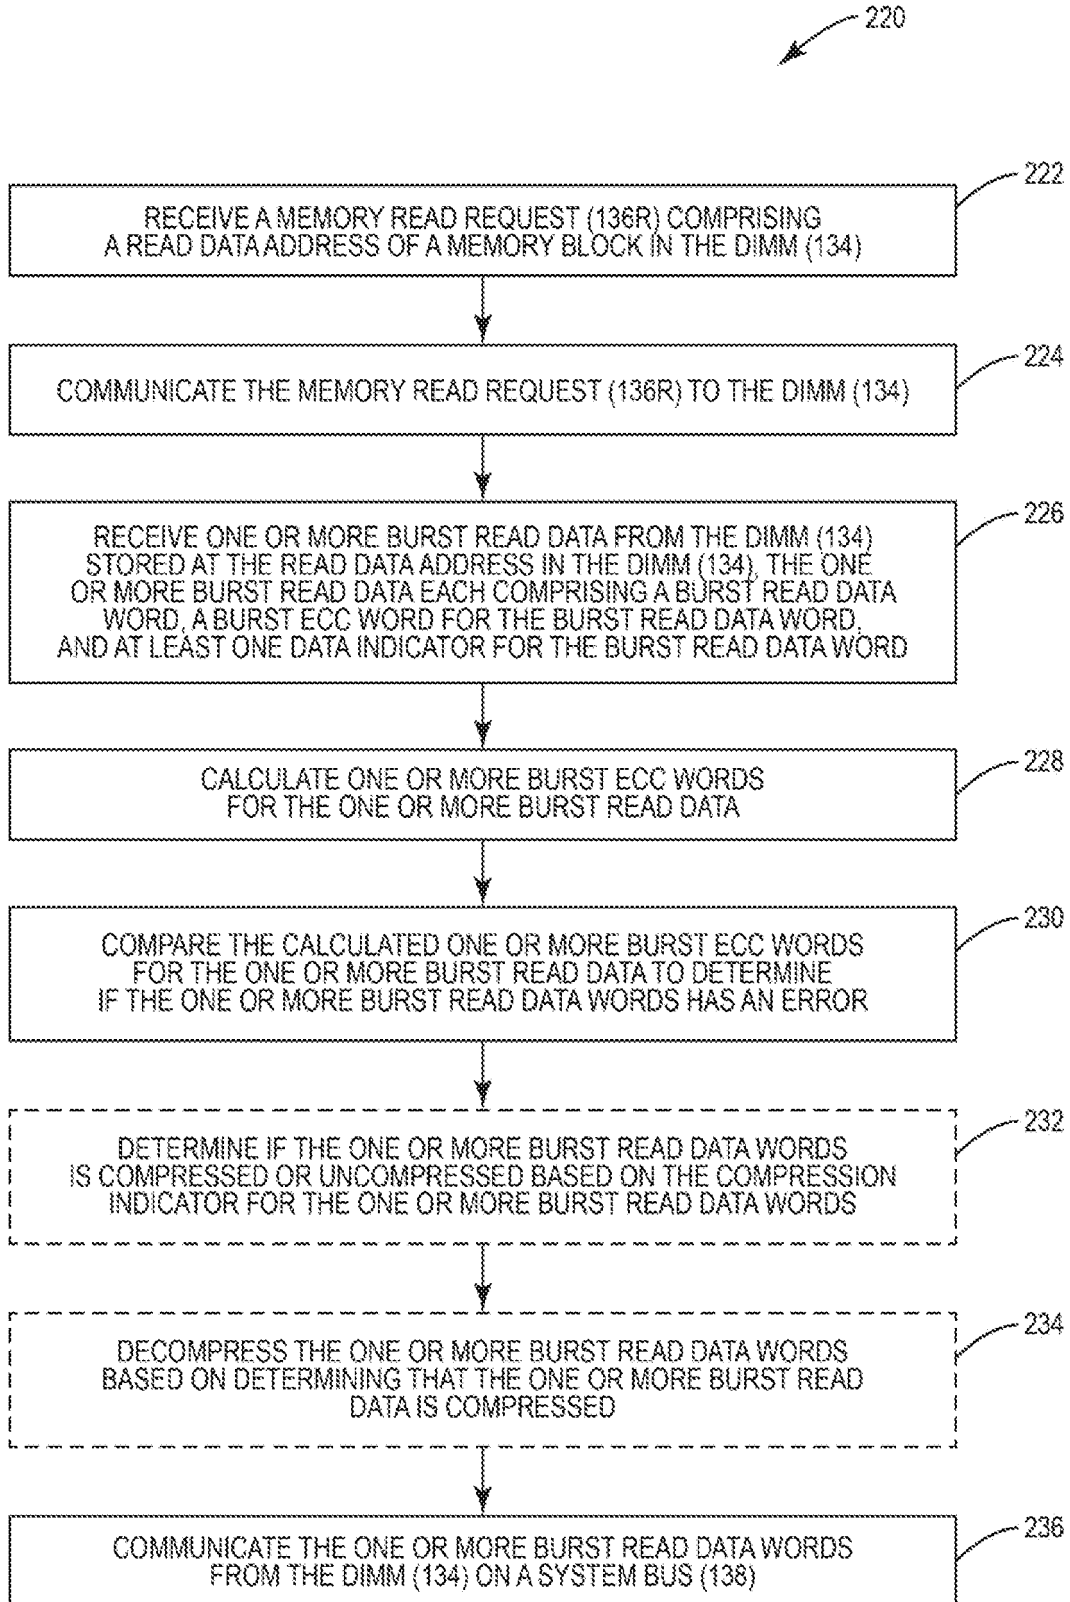 220
222
RECEIVE A MEMORY READ REQUEST (136R) COMPRISING
A READ DATA ADDRESS OF A MEMORY BLOCK IN THE DIMM (134)
224
COMMUNICATE THE MEMORY READ REQUEST (136R) TO THE DIMM (134)
226
RECEIVE ONE OR MORE BURST READ DATA FROM THE DIMM (134)
STORED AT THE READ DATA ADDRESS IN THE DIMM (134), THE ONE
OR MORE BURST READ DATA EACH COMPRISING A BURST READ DATA
WORD, A BURST ECC WORD FOR THE BURST READ DATA WORD,
AND AT LEAST ONE DATA INDICATOR FOR THE BURST READ DATA WORD
228
CALCULATE ONE OR MORE BURST ECC WORDS
FOR THE ONE OR MORE BURST READ DATA
230
COMPARE THE CALCULATED ONE OR MORE BURST ECC WORDS
FOR THE ONE OR MORE BURST READ DATA TO DETERMINE
IF THE ONE OR MORE BURST READ DATA WORDS HAS AN ERROR
232
DETERMINE IF THE ONE OR MORE BURST READ DATA WORDS
IS COMPRESSED OR UNCOMPRESSED BASED ON THE COMPRESSION
INDICATOR FOR THE ONE OR MORE BURST READ DATA WORDS
234
DECOMPRESS THE ONE OR MORE BURST READ DATA WORDS
BASED ON DETERMINING THAT THE ONE OR MORE BURST READ
DATA IS COMPRESSED
236
COMMUNICATE THE ONE OR MORE BURST READ DATA WORDS
FROM THE DIMM (134) ON A SYSTEM BUS (138)